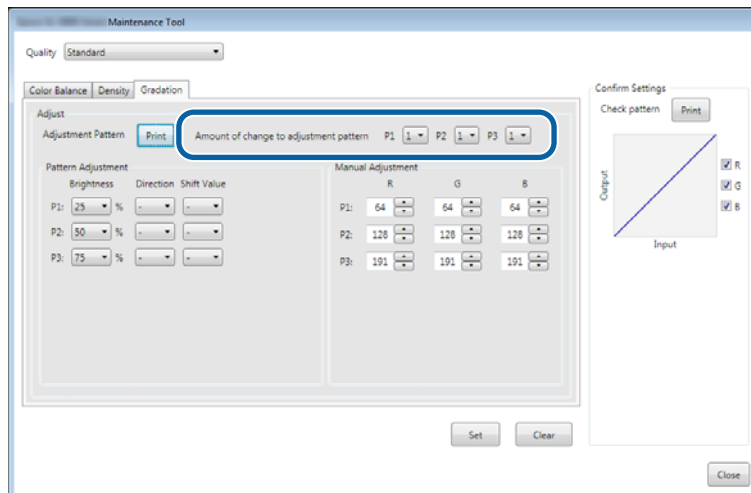 Maintenance Tool
Quality Standard
Color Balance Density Gradation
Adjust
Adjustment Pattern Print Amount of change to adjustment pattern P1 1 P2 1 P3 1
Pattern Adjustment
Brightness Direction Shift Value
P1: 25 % - -
P2: 50 % - -
P3: 75 % - -
Manual Adjustment
R G B
P1: 64 64 64
P2: 128 128 128
P3: 191 191 191
Set Clear
Confirm Settings
Check pattern Print
Output
Input
R
G
B
Close